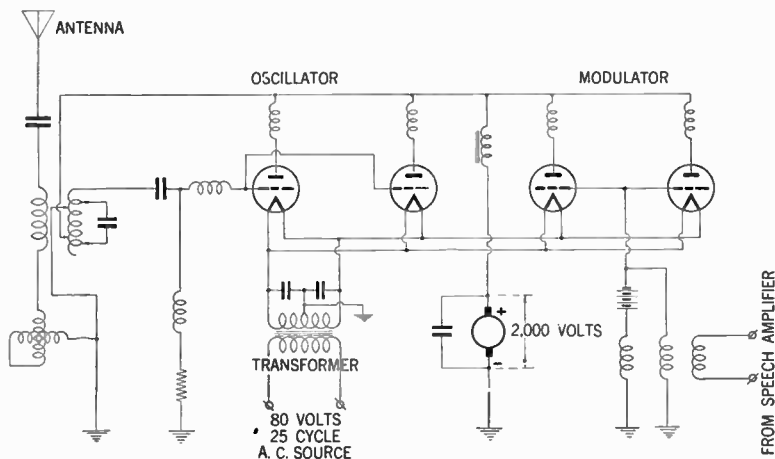 ANTENNA
OSCILLATOR
MODULATOR
+
2,000 VOLTS
-
TRANSFORMER
80 VOLTS
25 CYCLE
A. C. SOURCE
FROM SPEECH AMPLIFIER